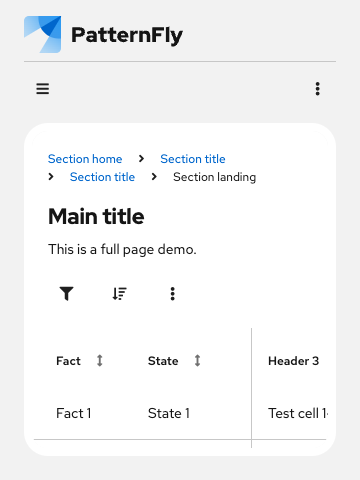 PatternFly
Section home Section title
Section title Section landing
Main title
This is a full page demo.
Fact State Header 3
Fact 1 State 1 Test cell 1-